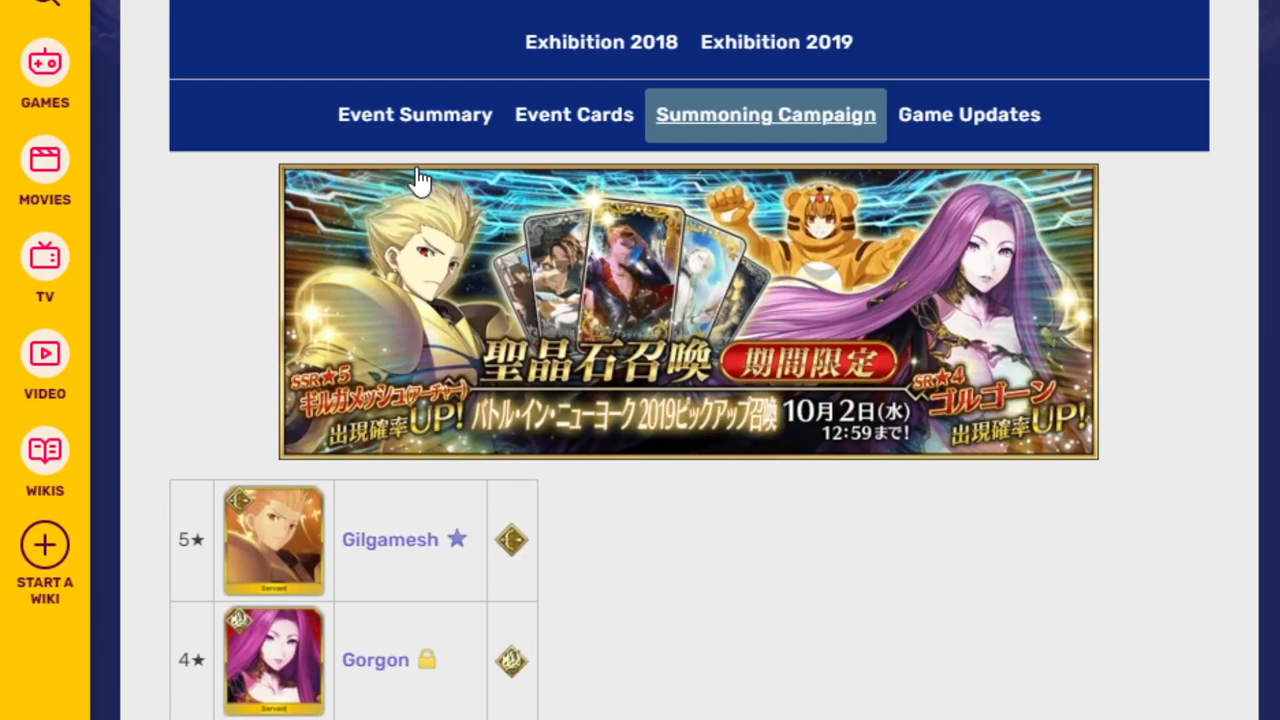 Exhibition 2018 Exhibition 2019
Event Summary Event Cards Summoning Campaign Game Updates
GAMES
MOVIES
TV
VIDEO
WIKIS
START A
WIKI
聖晶石召喚 期間限定
SSR★5
ギルガメッシュ(アーチャー)
出現確率UP!
バトル・イン・ニューヨーク 2019ピックアップ召喚
10月2日(水)
12:59まで!
SR★4
ゴルゴーン
出現確率UP!
5★ Servant Gilgamesh
4★ Servant Gorgon